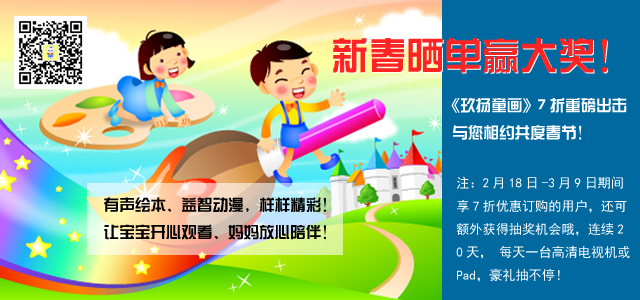 新春晒单赢大奖！
《玖扬童画》7折重磅出击
与您相约共度春节！
有声绘本、益智动漫，样样精彩！
让宝宝开心观看、妈妈放心陪伴！
注：2月18日-3月9日期间
享7折优惠订购的用户，还可
额外获得抽奖机会哦，连续2
0天， 每天一台高清电视机或
Pad，豪礼抽不停！